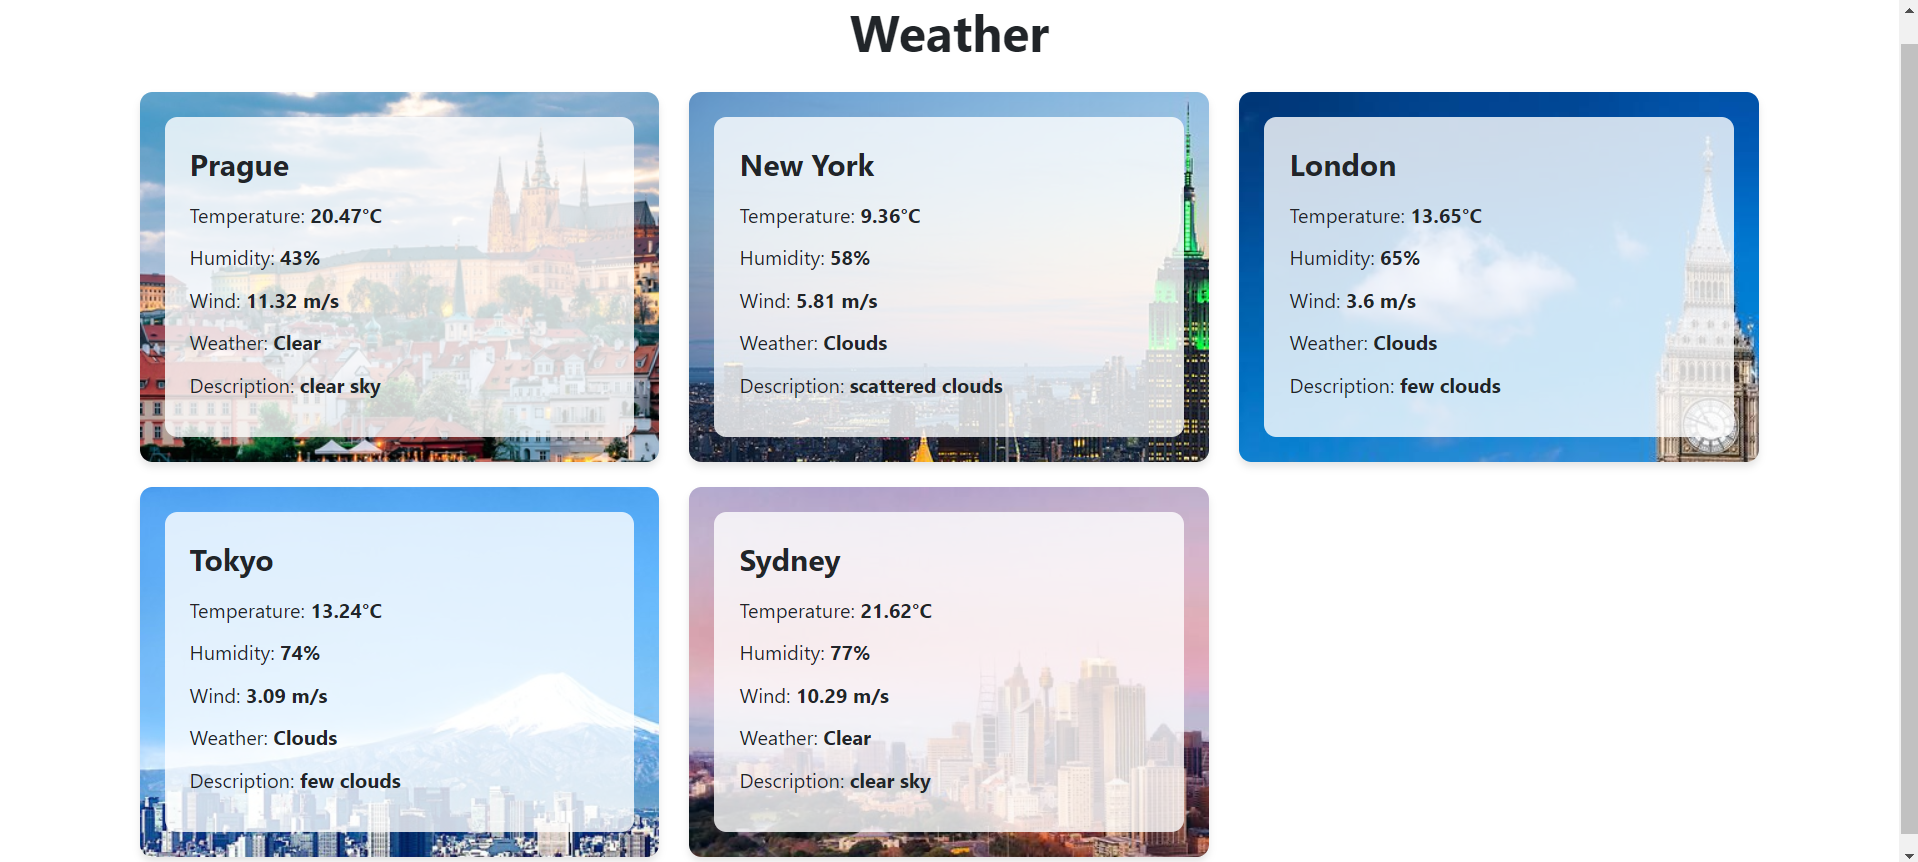 Weather
Prague
Temperature: 20.47°C
Humidity: 43%
Wind: 11.32 m/s
Weather: Clear
Description: clear sky
New York
Temperature: 9.36°C
Humidity: 58%
Wind: 5.81 m/s
Weather: Clouds
Description: scattered clouds
London
Temperature: 13.65°C
Humidity: 65%
Wind: 3.6 m/s
Weather: Clouds
Description: few clouds
Tokyo
Temperature: 13.24°C
Humidity: 74%
Wind: 3.09 m/s
Weather: Clouds
Description: few clouds
Sydney
Temperature: 21.62°C
Humidity: 77%
Wind: 10.29 m/s
Weather: Clear
Description: clear sky